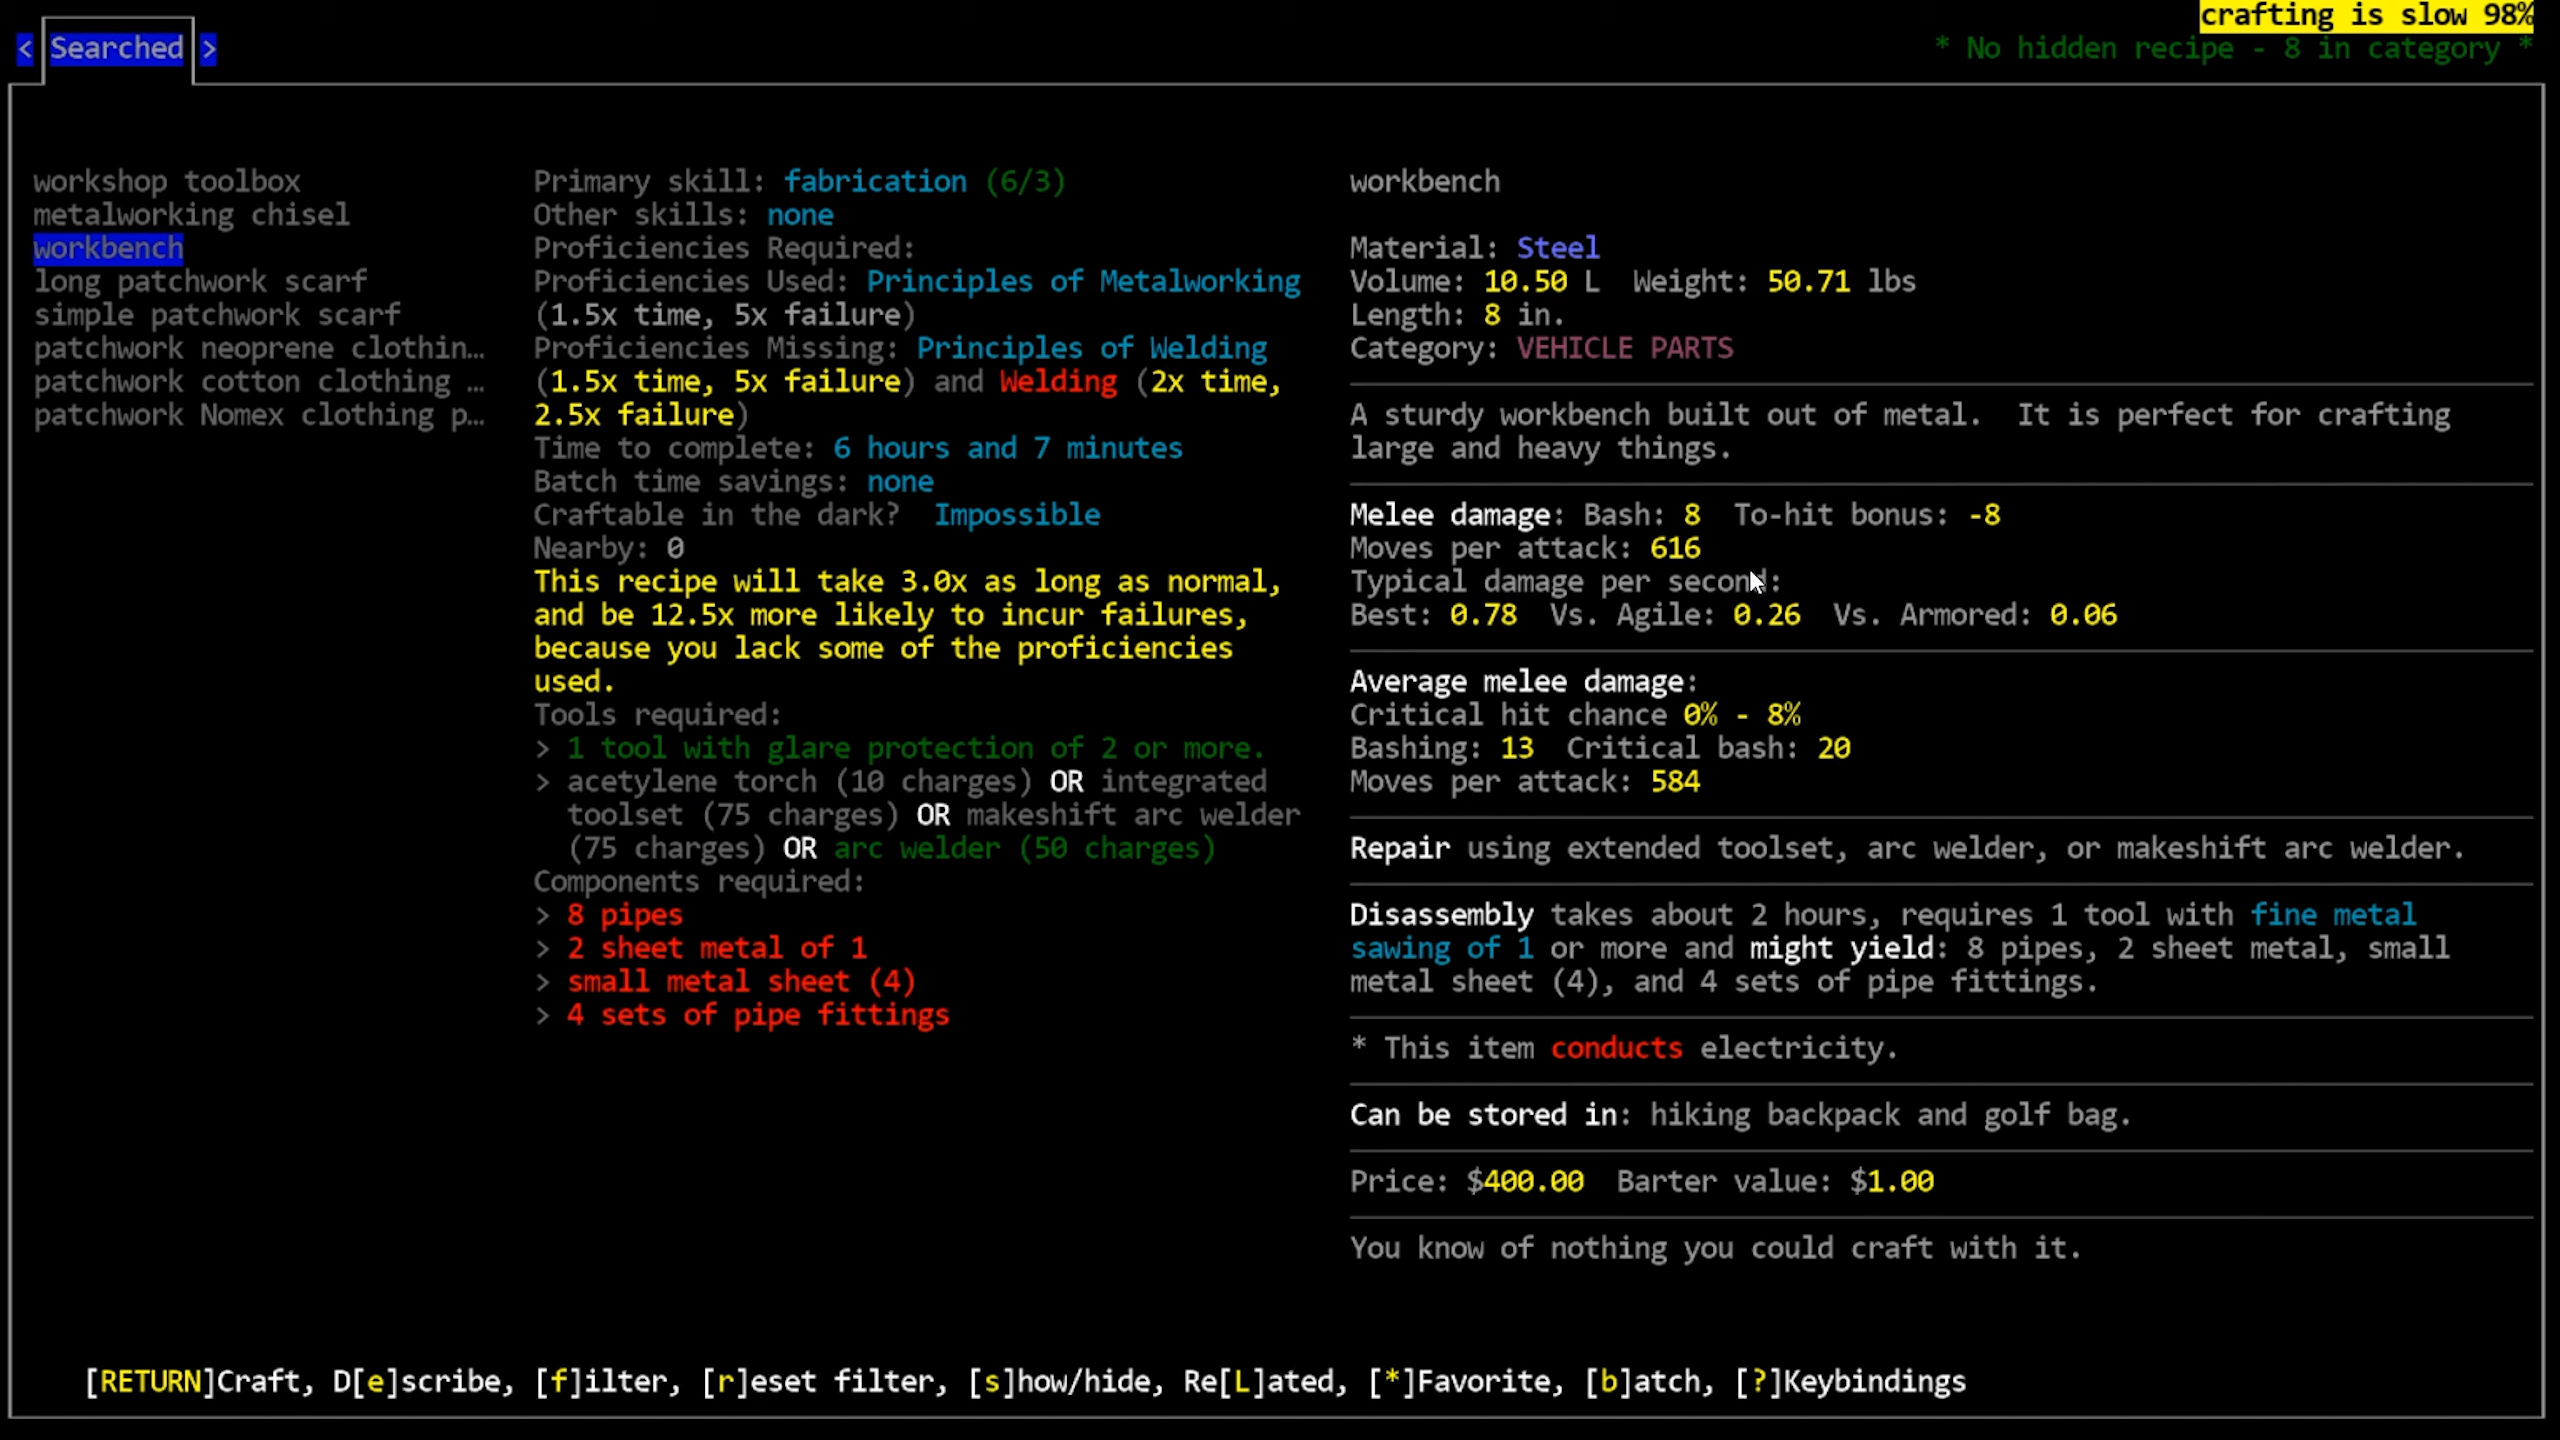 crafting is slow 98%
< Searched >
* No hidden recipe - 8 in category *
workshop toolbox
metalworking chisel
workbench
long patchwork scarf
simple patchwork scarf
patchwork neoprene clothin…
patchwork cotton clothing …
patchwork Nomex clothing p…
Primary skill: fabrication (6/3)
Other skills: none
Proficiencies Required:
Proficiencies Used: Principles of Metalworking
(1.5x time, 5x failure)
Proficiencies Missing: Principles of Welding
(1.5x time, 5x failure) and Welding (2x time,
2.5x failure)
Time to complete: 6 hours and 7 minutes
Batch time savings: none
Craftable in the dark? Impossible
Nearby: 0
This recipe will take 3.0x as long as normal,
and be 12.5x more likely to incur failures,
because you lack some of the proficiencies
used.
Tools required:
> 1 tool with glare protection of 2 or more.
> acetylene torch (10 charges) OR integrated
toolset (75 charges) OR makeshift arc welder
(75 charges) OR arc welder (50 charges)
Components required:
> 8 pipes
> 2 sheet metal of 1
> small metal sheet (4)
> 4 sets of pipe fittings
workbench
Material: Steel
Volume: 10.50 L Weight: 50.71 lbs
Length: 8 in.
Category: VEHICLE PARTS
A sturdy workbench built out of metal. It is perfect for crafting
large and heavy things.
Melee damage: Bash: 8 To-hit bonus: -8
Moves per attack: 616
Typical damage per second:
Best: 0.78 Vs. Agile: 0.26 Vs. Armored: 0.06
Average melee damage:
Critical hit chance 0% - 8%
Bashing: 13 Critical bash: 20
Moves per attack: 584
Repair using extended toolset, arc welder, or makeshift arc welder.
Disassembly takes about 2 hours, requires 1 tool with fine metal
sawing of 1 or more and might yield: 8 pipes, 2 sheet metal, small
metal sheet (4), and 4 sets of pipe fittings.
* This item conducts electricity.
Can be stored in: hiking backpack and golf bag.
Price: $400.00 Barter value: $1.00
You know of nothing you could craft with it.
[RETURN]Craft, D[e]scribe, [f]ilter, [r]eset filter, [s]how/hide, Re[L]ated, [*]Favorite, [b]atch, [?]Keybindings